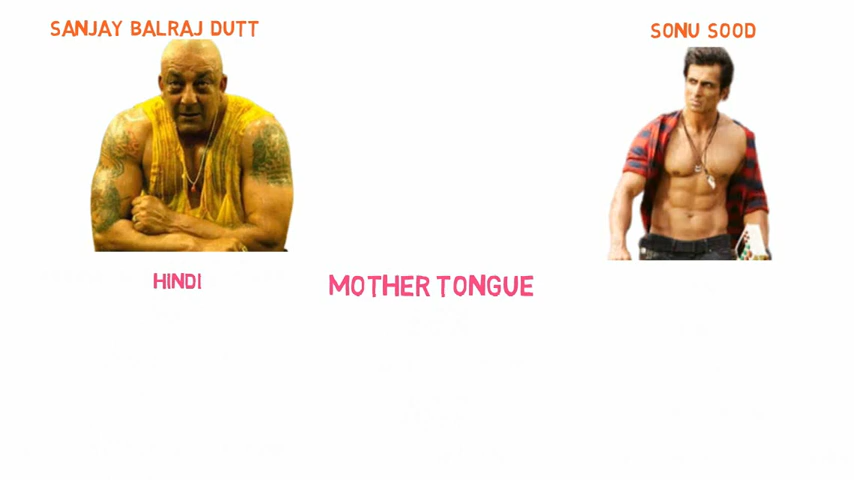 SANJAY BALRAJ DUTT
SONU SOOD
HINDI
MOTHER TONGUE